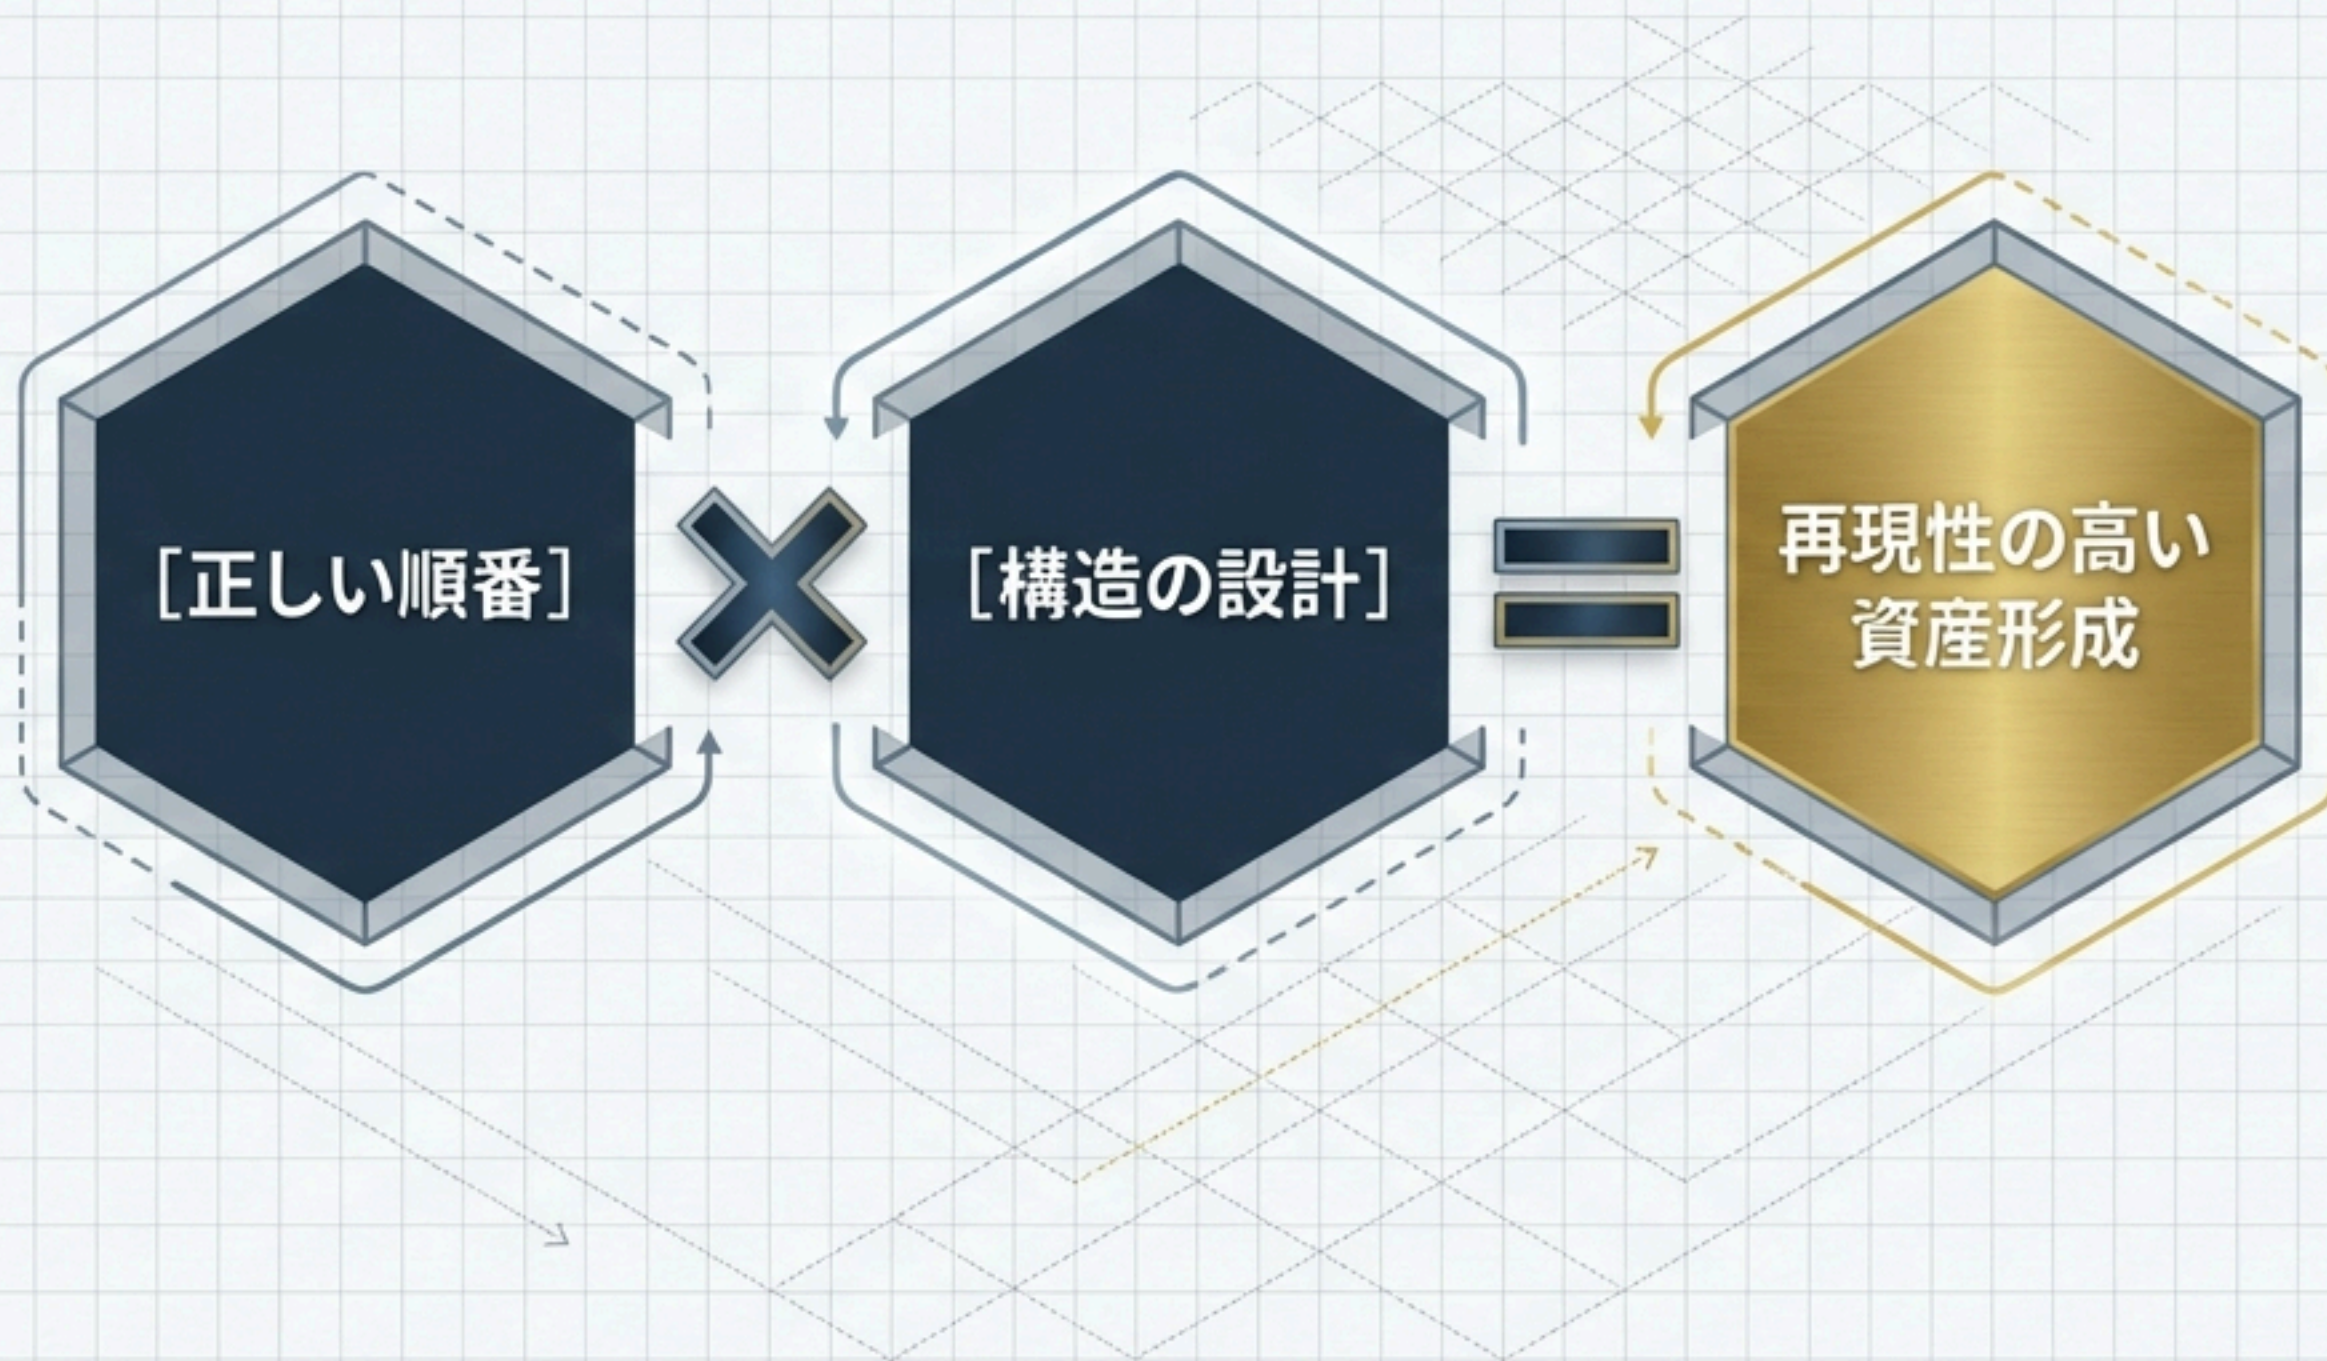 ［正しい順番］
×
［構造の設計］
=
再現性の高い
資産形成